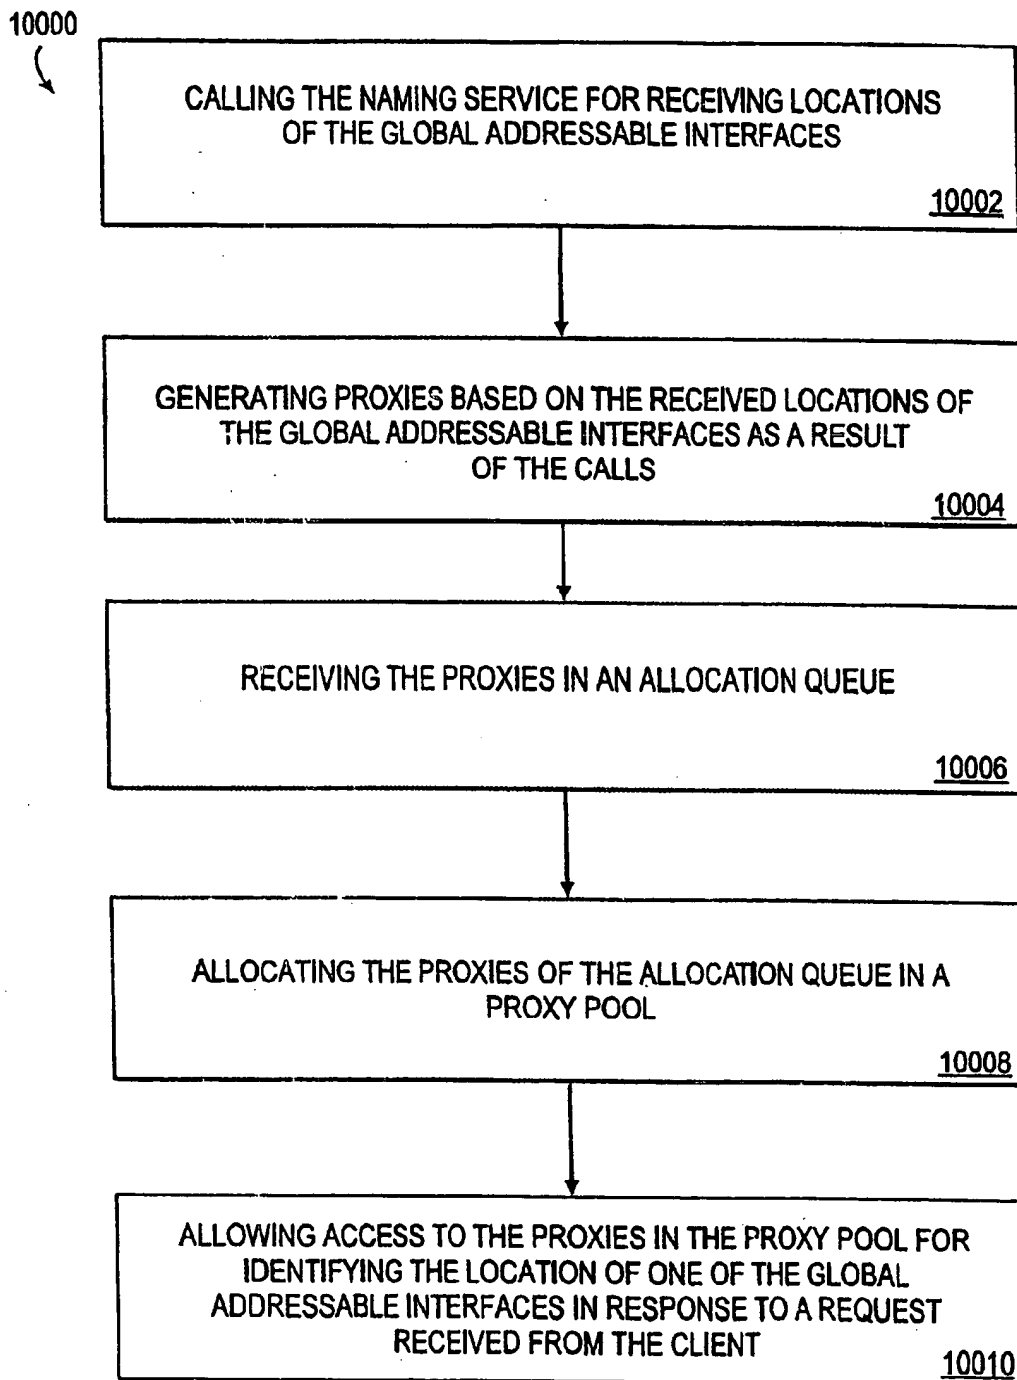 10000
CALLING THE NAMING SERVICE FOR RECEIVING LOCATIONS
OF THE GLOBAL ADDRESSABLE INTERFACES
10002
GENERATING PROXIES BASED ON THE RECEIVED LOCATIONS OF
THE GLOBAL ADDRESSABLE INTERFACES AS A RESULT
OF THE CALLS
10004
RECEIVING THE PROXIES IN AN ALLOCATION QUEUE
10006
ALLOCATING THE PROXIES OF THE ALLOCATION QUEUE IN A
PROXY POOL
10008
ALLOWING ACCESS TO THE PROXIES IN THE PROXY POOL FOR
IDENTIFYING THE LOCATION OF ONE OF THE GLOBAL
ADDRESSABLE INTERFACES IN RESPONSE TO A REQUEST
RECEIVED FROM THE CLIENT
10010